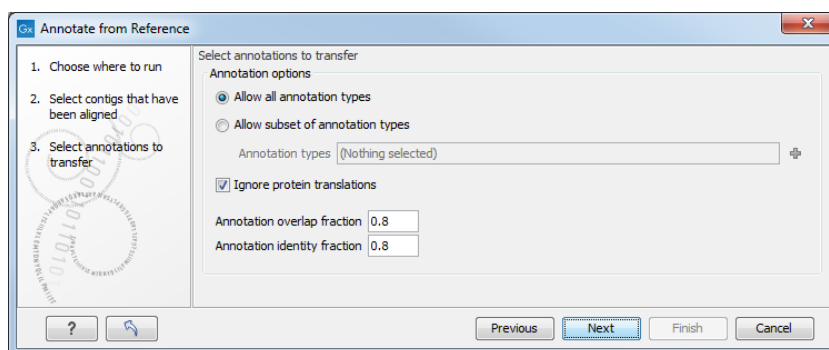 Gx Annotate from Reference
1. Choose where to run
2. Select contigs that have
been aligned
3. Select annotations to
transfer
Select annotations to transfer
Annotation options
Allow all annotation types
Allow subset of annotation types
Annotation types (Nothing selected)
Ignore protein translations
Annotation overlap fraction 0.8
Annotation identity fraction 0.8
? Previous Next Finish Cancel